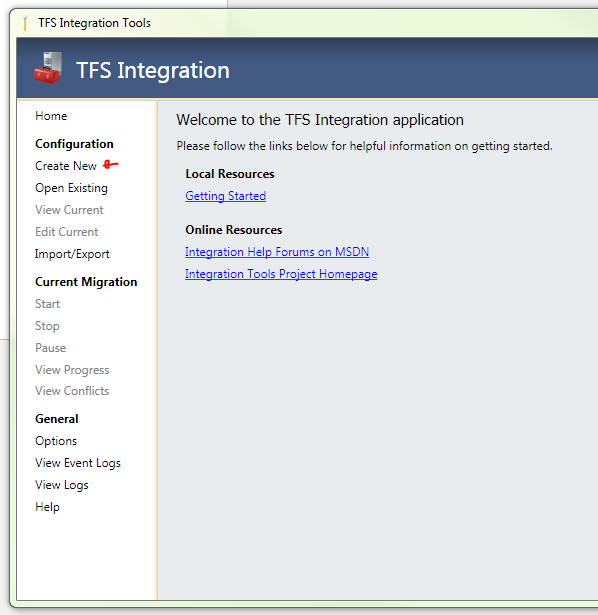 TFS Integration Tools
TFS Integration
Home
Configuration
Create New
Open Existing
View Current
Edit Current
Import/Export
Current Migration
Start
Stop
Pause
View Progress
View Conflicts
General
Options
View Event Logs
View Logs
Help
Welcome to the TFS Integration application
Please follow the links below for helpful information on getting started.
Local Resources
Getting Started
Online Resources
Integration Help Forums on MSDN
Integration Tools Project Homepage